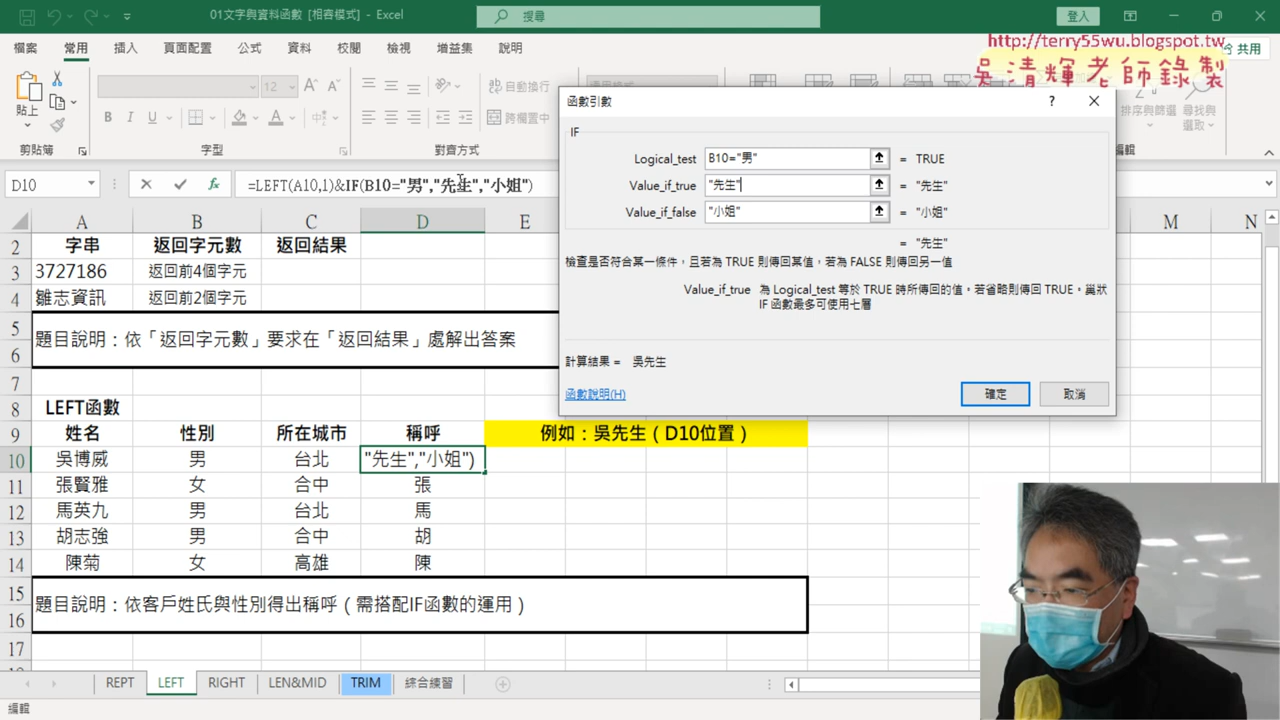 01文字與資料函數 [相容模式] - Excel
搜尋
登入
檔案 常用 插入 頁面配置 公式 資料 校閱 檢視 增益集 說明
共用
http://terry55wu.blogspot.tw
吳清輝老師錄製
貼上
12
自動換行
跨欄置中
排序與篩選
尋找與選取
剪貼簿 字型 對齊方式 編輯
D10
=LEFT(A10,1)&IF(B10="男","先生","小姐")
函數引數
IF
Logical_test B10="男" = TRUE
Value_if_true "先生" = "先生"
Value_if_false "小姐" = "小姐"
= "先生"
檢查是否符合某一條件，且若為 TRUE 則傳回某值，若為 FALSE 則傳回另一值
Value_if_true 為 Logical_test 等於 TRUE 時所傳回的值。若省略則傳回 TRUE。巢狀
IF 函數最多可使用七層
計算結果 = 吳先生
函數說明(H)
確定 取消
A B C D E M N
2 字串 返回字元數 返回結果
3 3727186 返回前4個字元
4 雛志資訊 返回前2個字元
5
題目說明：依「返回字元數」要求在「返回結果」處解出答案
6
7
8 LEFT函數
9 姓名 性別 所在城市 稱呼 例如：吳先生（D10位置）
10 吳博威 男 台北 "先生","小姐")
11 張賢雅 女 台中 張
12 馬英九 男 台北 馬
13 胡志強 男 台中 胡
14 陳菊 女 高雄 陳
15
題目說明：依客戶姓氏與性別得出稱呼（需搭配IF函數的運用）
16
17
REPT LEFT RIGHT LEN&MID TRIM 綜合練習
編輯